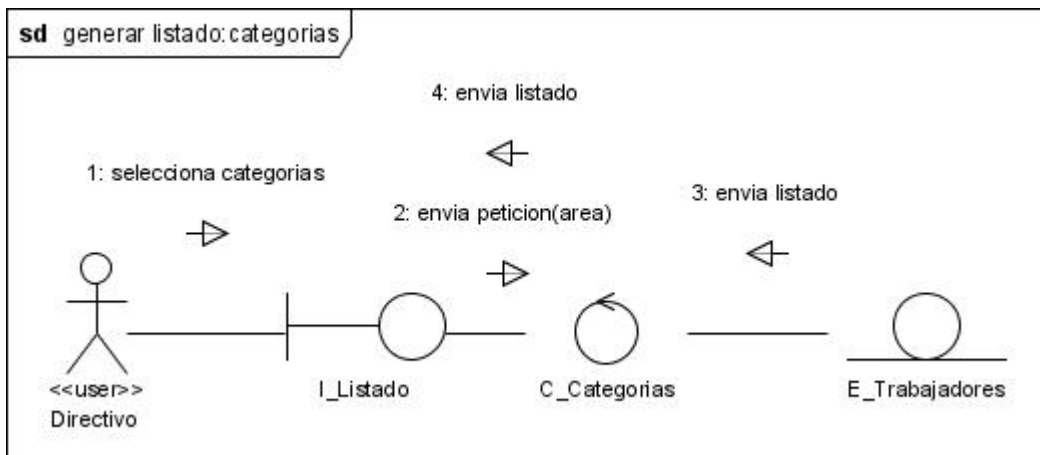 sd generar listado:categorias
4: envia listado
1: selecciona categorias
3: envia listado
2: envia peticion(area)
<<user>>
Directivo
I_Listado
C_Categorias
E_Trabajadores